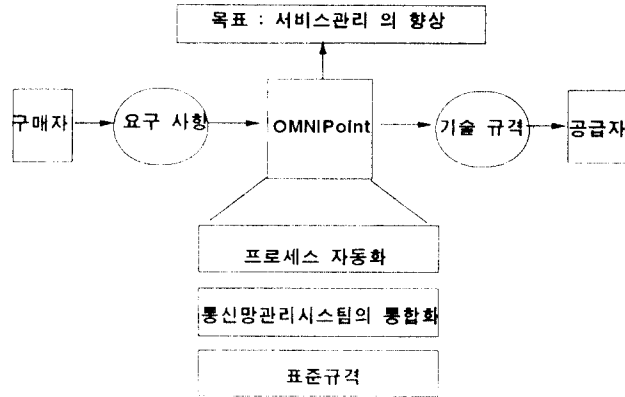 목표 : 서비스관리 의 향상
구매자
요구 사항
OMNIPoint
기술 규격
공급자
프로세스 자동화
통신망관리시스팀의 통합화
표준규격